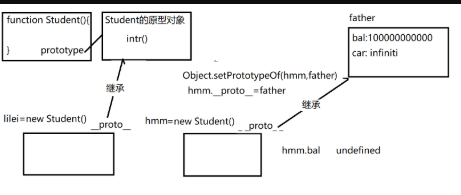 function Student(){
}
prototype
Student的原型对象
intr()
father
bal:100000000000
car: infiniti
Object.setPrototypeOf(hmm,father)
hmm.__proto__=father
继承
继承
lilei=new Student()
__proto__
hmm=new Student()
__proto__
hmm.bal undefined